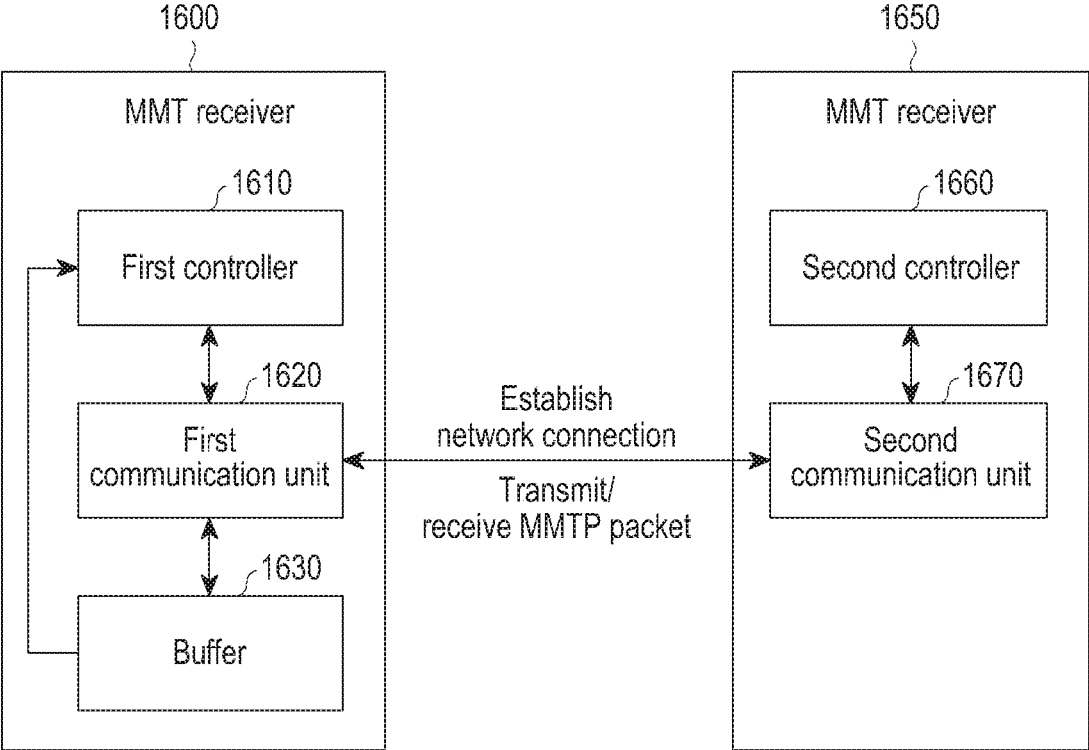 1600
1650
MMT receiver
MMT receiver
1610
1660
First controller
Second controller
1620
1670
First
communication unit
Establish
network connection
Transmit/
receive MMTP packet
Second
communication unit
1630
Buffer